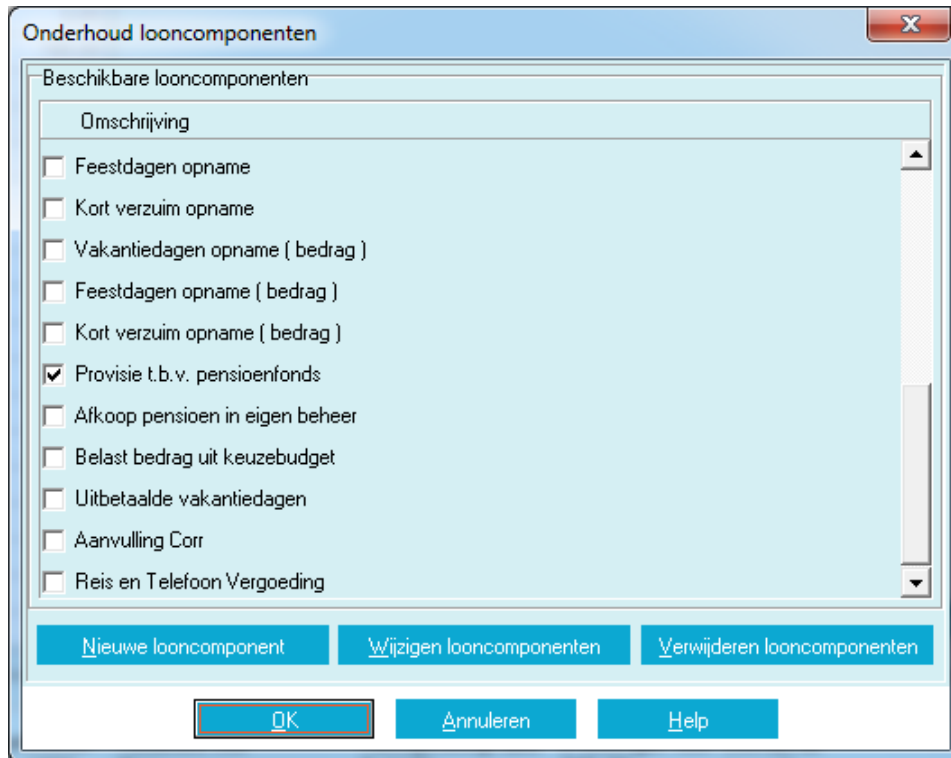 Onderhoud looncomponenten
Beschikbare looncomponenten
Omschrijving
Feestdagen opname
Kort verzuim opname
Vakantiedagen opname ( bedrag )
Feestdagen opname ( bedrag )
Kort verzuim opname ( bedrag )
Provisie t.b.v. pensioenfonds
Afkoop pensioen in eigen beheer
Belast bedrag uit keuzebudget
Uitbetaalde vakantiedagen
Aanvulling Corr
Reis en Telefoon Vergoeding
Nieuwe looncomponent Wijzigen looncomponenten Verwijderen looncomponenten
OK Annuleren Help